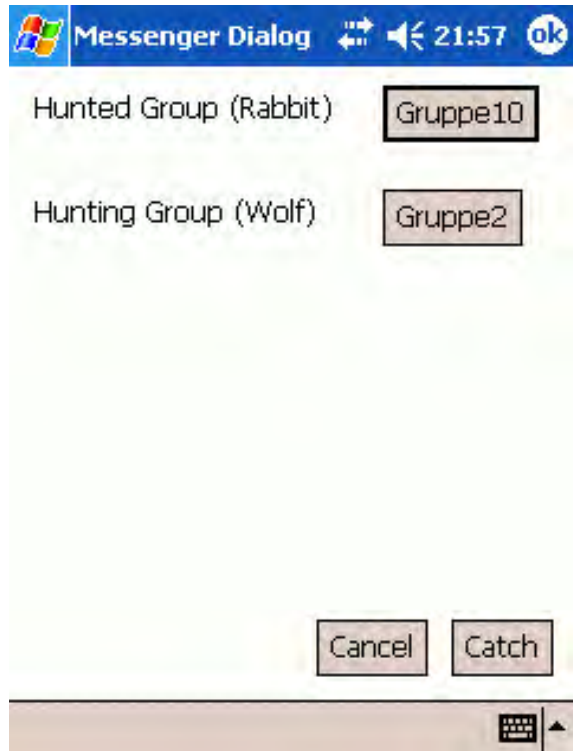 Messenger Dialog 21:57 ok
Hunted Group (Rabbit) Gruppe10
Hunting Group (Wolf) Gruppe2
Cancel Catch